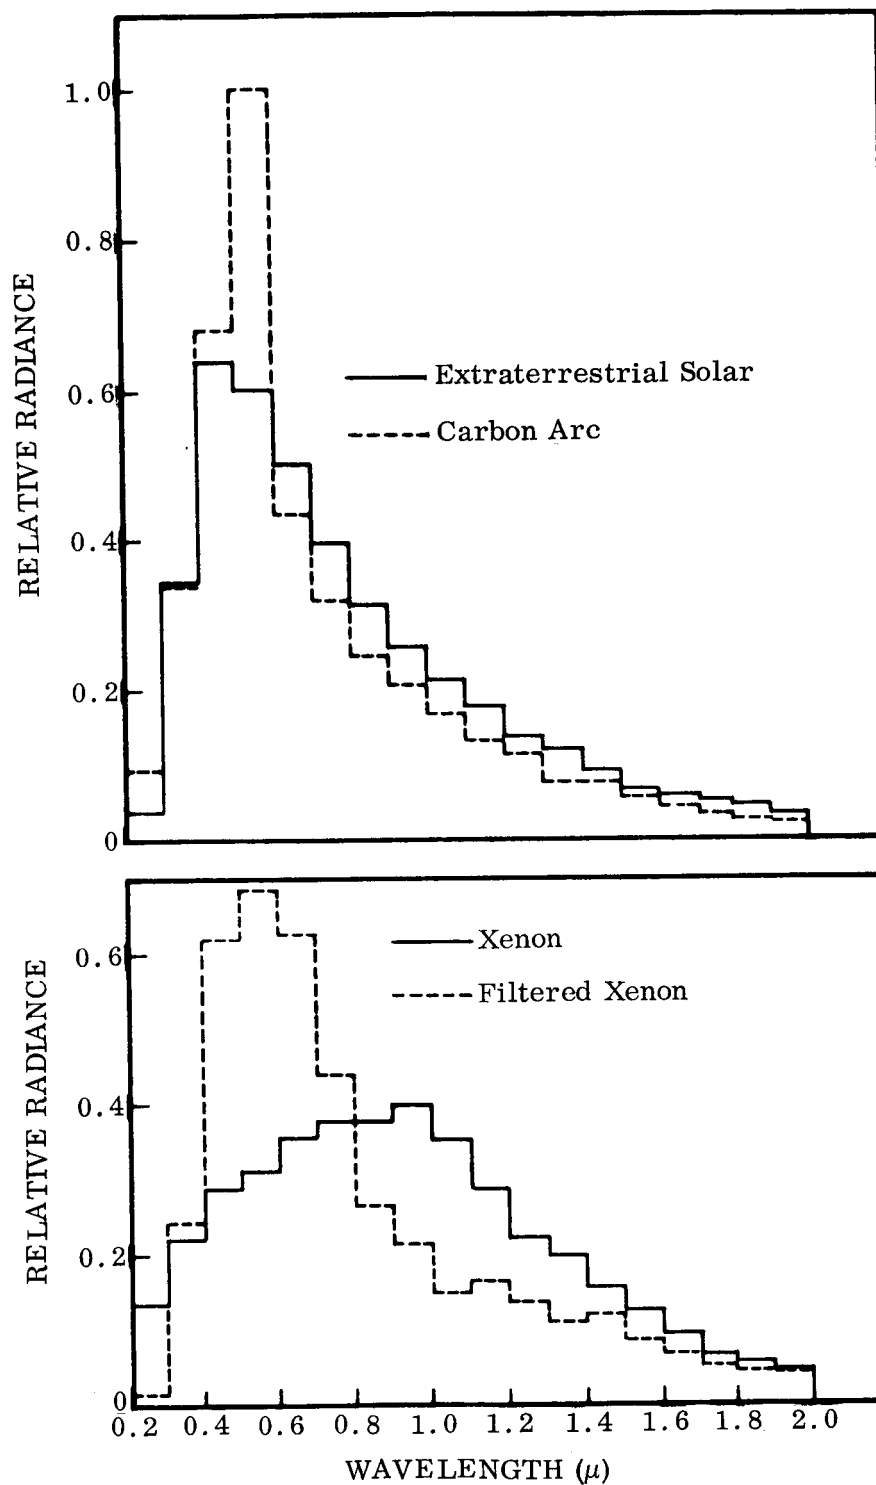 1.0
0.8
0.6
0.4
0.2
0
RELATIVE RADIANCE
Extraterrestrial Solar
Carbon Arc
0.6
0.4
0.2
0
RELATIVE RADIANCE
Xenon
Filtered Xenon
0.2 0.4 0.6 0.8 1.0 1.2 1.4 1.6 1.8 2.0
WAVELENGTH (μ)